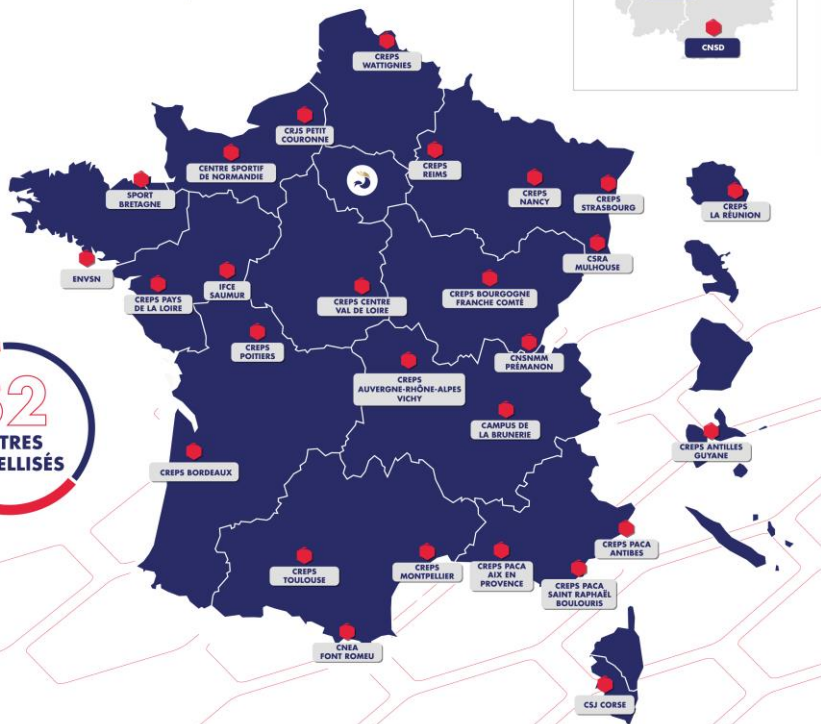 CNSD
CREPS
WATTIGNIES
CRJS PETIT
COURONNE
CENTRE SPORTIF
DE NORMANDIE
CREPS
REIMS
CREPS
NANCY
CREPS
STRASBOURG
SPORT
BRETAGNE
CREPS
LA RÉUNION
ENVSN
CREPS PAYS
DE LA LOIRE
IFCE
SAUMUR
CREPS CENTRE
VAL DE LOIRE
CREPS BOURGOGNE
FRANCHE COMTÉ
CSRA
MULHOUSE
CREPS
POITIERS
CREPS
AUVERGNE-RHÔNE-ALPES
VICHY
CNSNMM
PRÉMANON
32
TRES
ELLISÉS
CAMPUS DE
LA BRUNERIE
CREPS BORDEAUX
CREPS ANTILLES
GUYANE
CREPS
TOULOUSE
CREPS
MONTPELLIER
CREPS PACA
AIX EN
PROVENCE
CREPS PACA
SAINT RAPHAËL
BOULOURIS
CREPS PACA
ANTIBES
CNEA
FONT ROMEU
CSJ CORSE